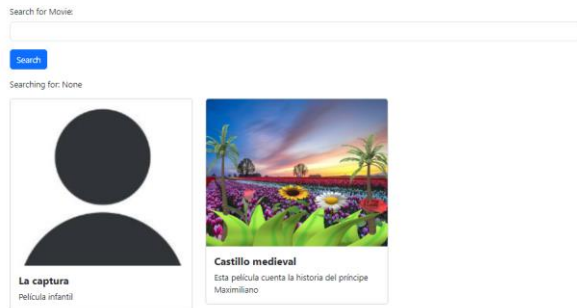 Search for Movie:
Search
Searching for: None
La captura
Película infantil
Castillo medieval
Esta película cuenta la historia del príncipe
Maximiliano